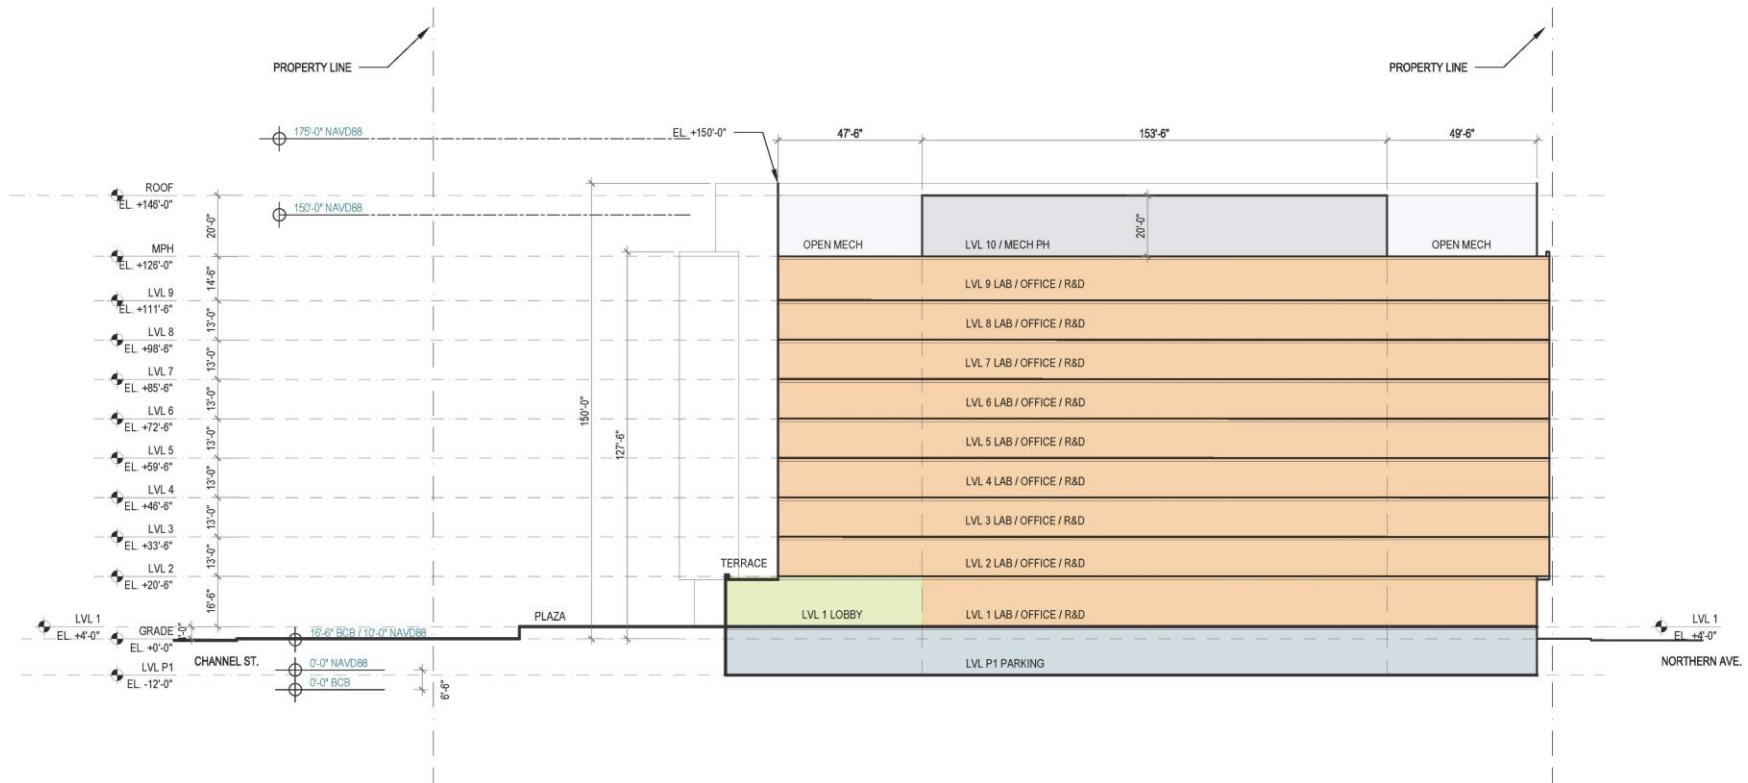 PROPERTY LINE
PROPERTY LINE
175'-0" NAVD88
EL. +150'-0"
47'-6"
153'-6"
49'-6"
ROOF
EL. +146'-0"
150'-0" NAVD88
20'-0"
20'-0"
MPH
EL. +126'-0"
OPEN MECH
LVL 10 / MECH PH
OPEN MECH
14'-6"
LVL 9 LAB / OFFICE / R&D
LVL 9
EL. +111'-6"
13'-0"
LVL 8 LAB / OFFICE / R&D
LVL 8
EL. +98'-6"
13'-0"
LVL 7 LAB / OFFICE / R&D
LVL 7
EL. +85'-6"
13'-0"
LVL 6 LAB / OFFICE / R&D
LVL 6
EL. +72'-6"
150'-0"
127'-6"
13'-0"
LVL 5 LAB / OFFICE / R&D
LVL 5
EL. +59'-6"
13'-0"
LVL 4 LAB / OFFICE / R&D
LVL 4
EL. +46'-6"
13'-0"
LVL 3 LAB / OFFICE / R&D
LVL 3
EL. +33'-6"
13'-0"
TERRACE
LVL 2 LAB / OFFICE / R&D
LVL 2
EL. +20'-6"
16'-6"
PLAZA
LVL 1 LOBBY
LVL 1 LAB / OFFICE / R&D
LVL 1
EL. +4'-0"
LVL 1
EL. +4'-0"
GRADE
EL. +0'-0"
16'-6" BCB / 10'-0" NAVD88
CHANNEL ST.
0'-0" NAVD88
LVL P1 PARKING
NORTHERN AVE.
LVL P1
EL. -12'-0"
0'-0" BCB
6'-6"